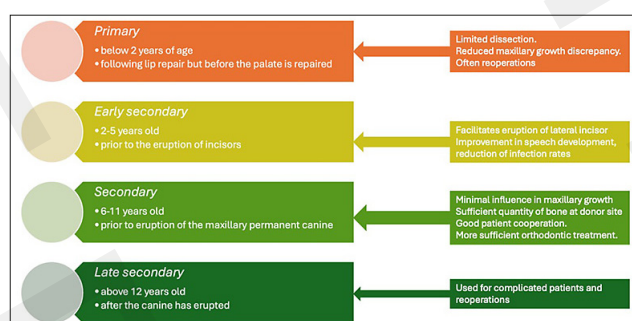 Primary
• below 2 years of age
• following lip repair but before the palate is repaired
Limited dissection.
Reduced maxillary growth discrepancy.
Often reoperations
Early secondary
• 2-5 years old
• prior to the eruption of incisors
Facilitates eruption of lateral incisor
Improvement in speech development,
reduction of infection rates
Secondary
• 6-11 years old
• prior to eruption of the maxillary permanent canine
Minimal influence in maxillary growth
Sufficient quantity of bone at donor site
Good patient cooperation.
More sufficient orthodontic treatment.
Late secondary
• above 12 years old
• after the canine has erupted
Used for complicated patients and
reoperations